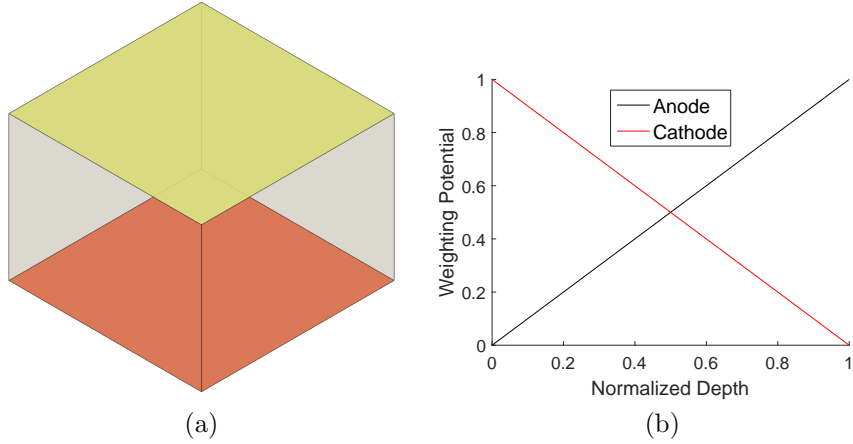 1
0.8
0.6
0.4
0.2
0
Weighting Potential
Anode
Cathode
0 0.2 0.4 0.6 0.8 1
Normalized Depth
(a)
(b)